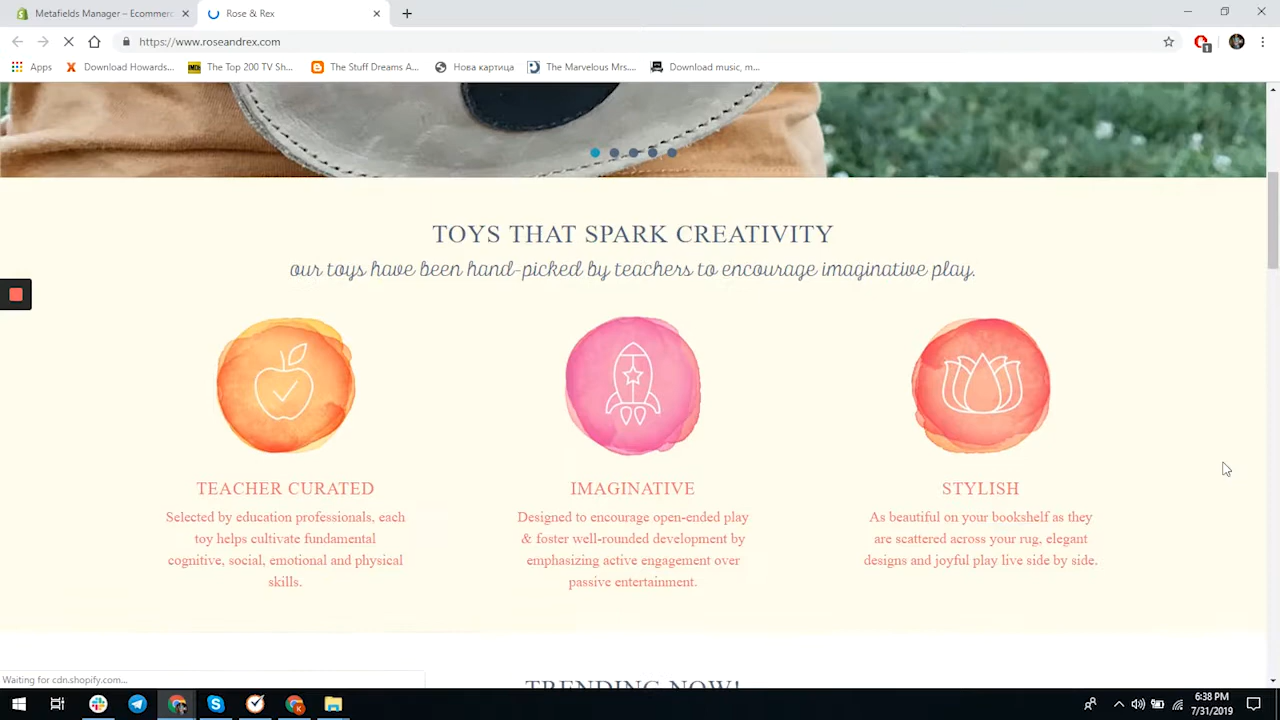 Metafields Manager – Ecommerc
Rose & Rex
https://www.roseandrex.com
1
Apps
Download Howards...
IMDb
The Top 200 TV Sh...
The Stuff Dreams A...
Нова картица
The Marvelous Mrs....
Download music, m...
TOYS THAT SPARK CREATIVITY
our toys have been hand-picked by teachers to encourage imaginative play.
TEACHER CURATED
Selected by education professionals, each
toy helps cultivate fundamental
cognitive, social, emotional and physical
skills.
IMAGINATIVE
Designed to encourage open-ended play
& foster well-rounded development by
emphasizing active engagement over
passive entertainment.
STYLISH
As beautiful on your bookshelf as they
are scattered across your rug, elegant
designs and joyful play live side by side.
TRENDING NOW!
Waiting for cdn.shopify.com...
6:38 PM
7/31/2019